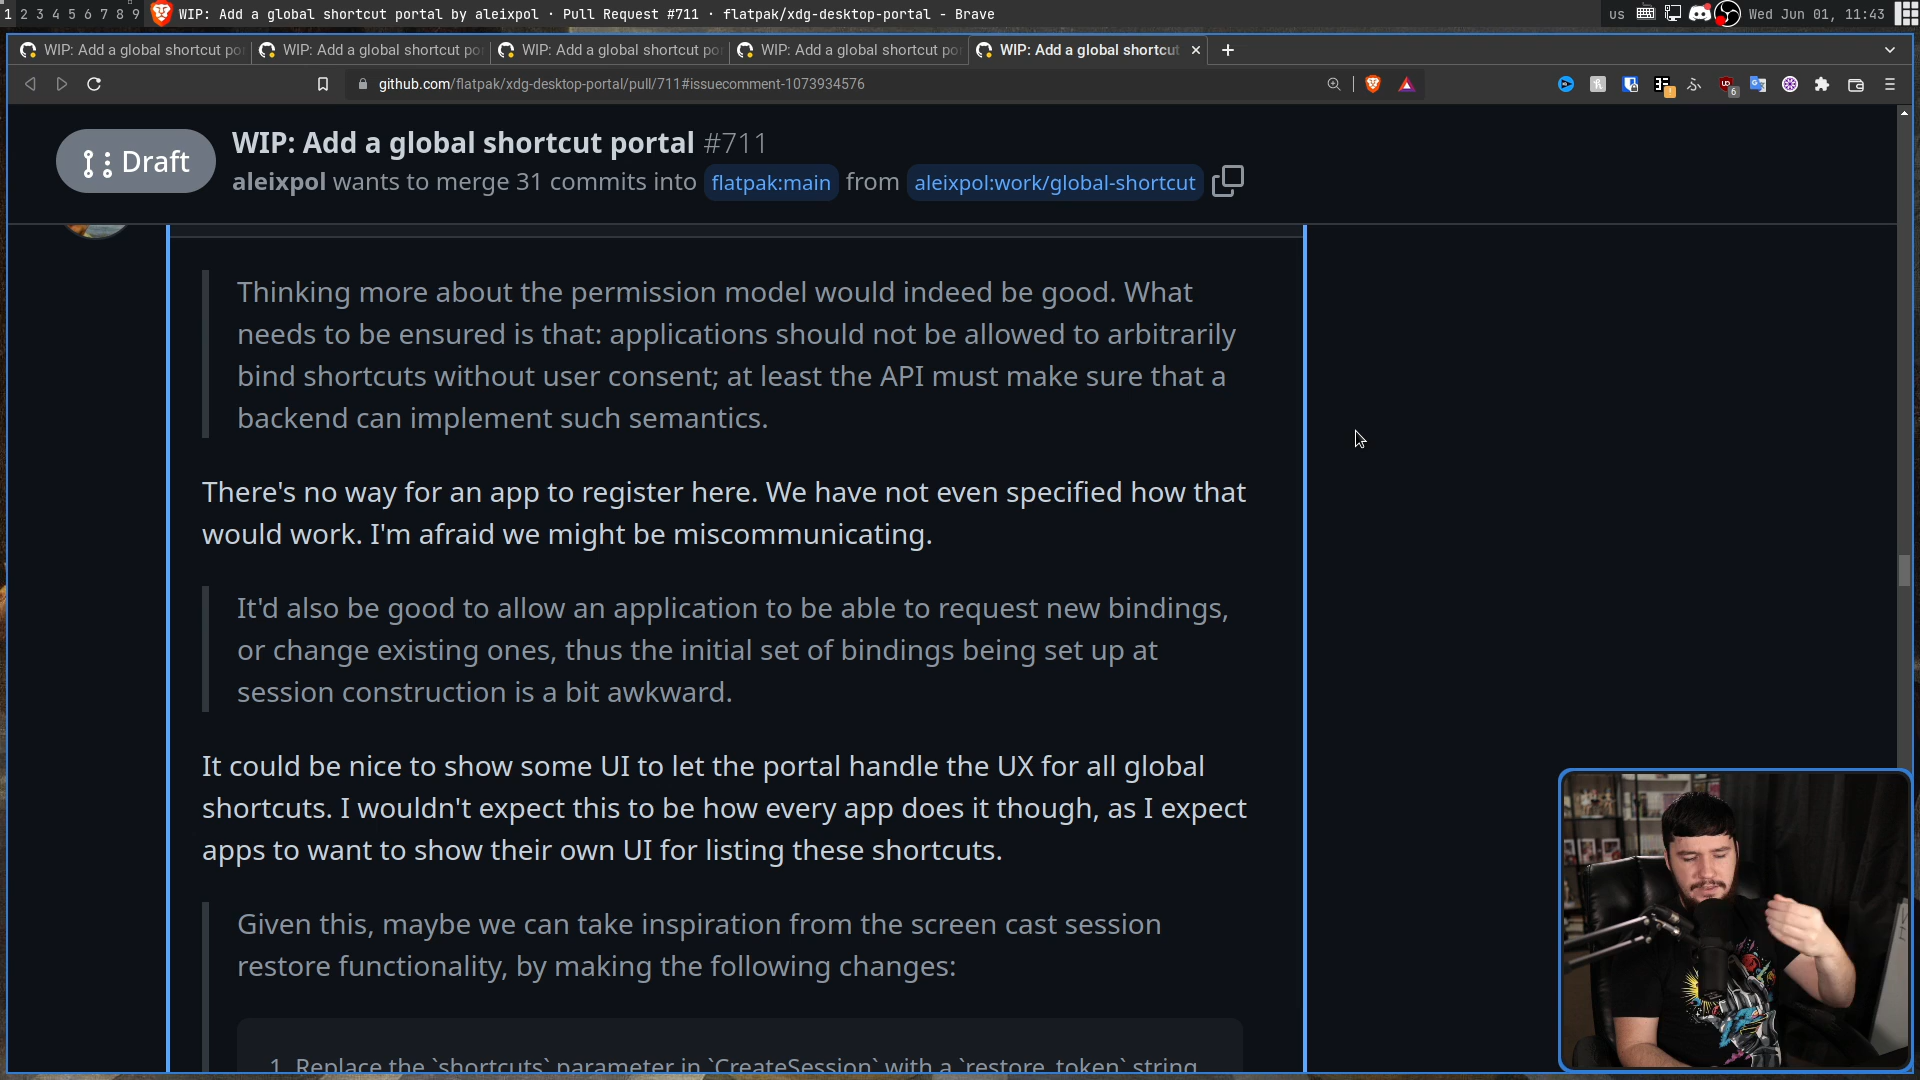 1 2 3 4 5 6 7 8 9 WIP: Add a global shortcut portal by aleixpol · Pull Request #711 · flatpak/xdg-desktop-portal - Brave us Wed Jun 01, 11:43
WIP: Add a global shortcut po WIP: Add a global shortcut po WIP: Add a global shortcut po WIP: Add a global shortcut po WIP: Add a global shortcut
github.com/flatpak/xdg-desktop-portal/pull/711#issuecomment-1073934576
Draft
WIP: Add a global shortcut portal #711
aleixpol wants to merge 31 commits into flatpak:main from aleixpol:work/global-shortcut
Thinking more about the permission model would indeed be good. What
needs to be ensured is that: applications should not be allowed to arbitrarily
bind shortcuts without user consent; at least the API must make sure that a
backend can implement such semantics.
There's no way for an app to register here. We have not even specified how that
would work. I'm afraid we might be miscommunicating.
It'd also be good to allow an application to be able to request new bindings,
or change existing ones, thus the initial set of bindings being set up at
session construction is a bit awkward.
It could be nice to show some UI to let the portal handle the UX for all global
shortcuts. I wouldn't expect this to be how every app does it though, as I expect
apps to want to show their own UI for listing these shortcuts.
Given this, maybe we can take inspiration from the screen cast session
restore functionality, by making the following changes:
1. Replace the `shortcuts` parameter in `CreateSession` with a `restore_token` string